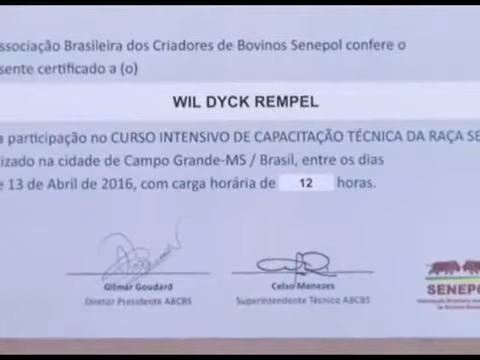 ssociação Brasileira dos Criadores de Bovinos Senepol confere o
sente certificado a (o)
WIL DYCK REMPEL
a participação no CURSO INTENSIVO DE CAPACITAÇÃO TÉCNICA DA RAÇA SE
izado na cidade de Campo Grande-MS / Brasil, entre os dias
e 13 de Abril de 2016, com carga horária de 12 horas.
Gilmar Goudard
Diretor Presidente ABCBS
Celso Menezes
Superintendente Técnico ABCBS
SENEPO